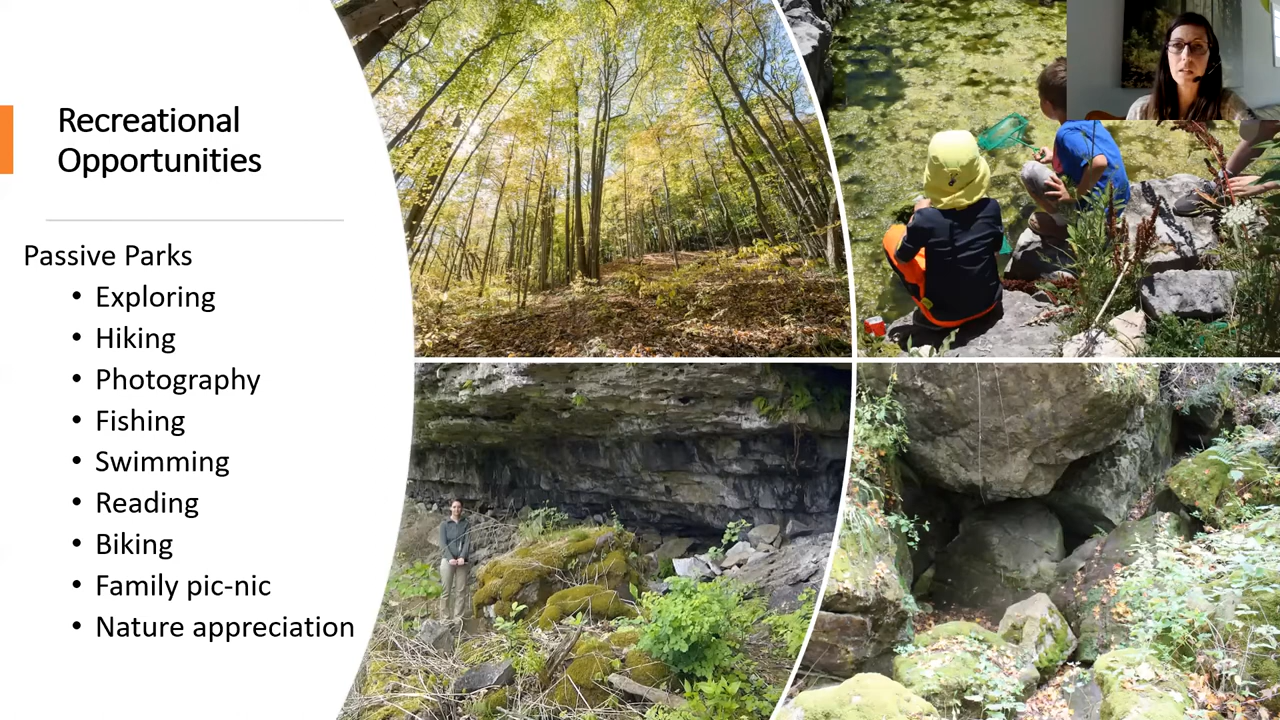 Recreational
Opportunities
Passive Parks
• Exploring
• Hiking
• Photography
• Fishing
• Swimming
• Reading
• Biking
• Family pic-nic
• Nature appreciation